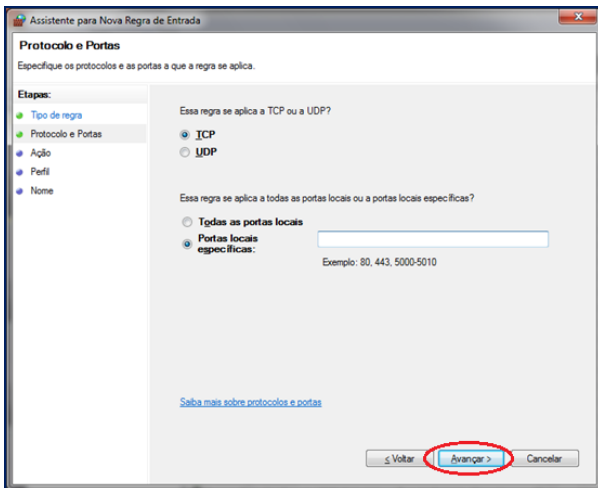 Assistente para Nova Regra de Entrada
Protocolo e Portas
Especifique os protocolos e as portas a que a regra se aplica.
Etapas:
Tipo de regra
Protocolo e Portas
Ação
Perfil
Nome
Essa regra se aplica a TCP ou a UDP?
TCP
UDP
Essa regra se aplica a todas as portas locais ou a portas locais específicas?
Todas as portas locais
Portas locais
específicas:
Exemplo: 80, 443, 5000-5010
Saiba mais sobre protocolos e portas
< Voltar
Avançar >
Cancelar